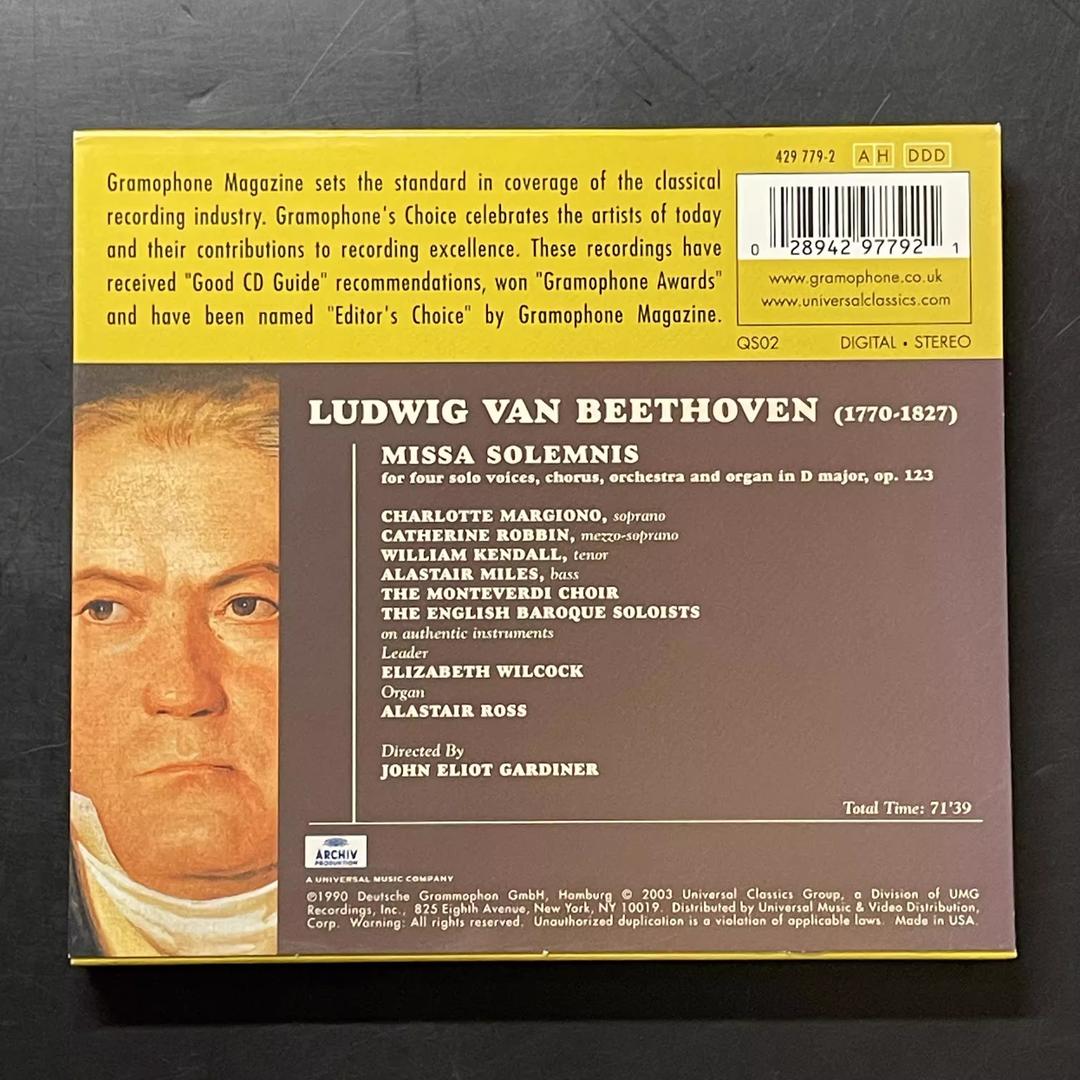 429 779-2 AH DDD
Gramophone Magazine sets the standard in coverage of the classical
recording industry. Gramophone's Choice celebrates the artists of today
and their contributions to recording excellence. These recordings have
received "Good CD Guide" recommendations, won "Gramophone Awards"
and have been named "Editor's Choice" by Gramophone Magazine.
0 28942 97792 1
www.gramophone.co.uk
www.universalclassics.com
QS02 DIGITAL • STEREO
LUDWIG VAN BEETHOVEN (1770-1827)
MISSA SOLEMNIS
for four solo voices, chorus, orchestra and organ in D major, op. 123
CHARLOTTE MARGIONO, soprano
CATHERINE ROBBIN, mezzo-soprano
WILLIAM KENDALL, tenor
ALASTAIR MILES, bass
THE MONTEVERDI CHOIR
THE ENGLISH BAROQUE SOLOISTS
on authentic instruments
Leader
ELIZABETH WILCOCK
Organ
ALASTAIR ROSS
Directed By
JOHN ELIOT GARDINER
Total Time: 71'39
ARCHIV
PRODUKTION
A UNIVERSAL MUSIC COMPANY
℗1990 Deutsche Grammophon GmbH, Hamburg © 2003 Universal Classics Group, a Division of UMG
Recordings, Inc., 825 Eighth Avenue, New York, NY 10019. Distributed by Universal Music & Video Distribution,
Corp. Warning: All rights reserved. Unauthorized duplication is a violation of applicable laws. Made in USA.